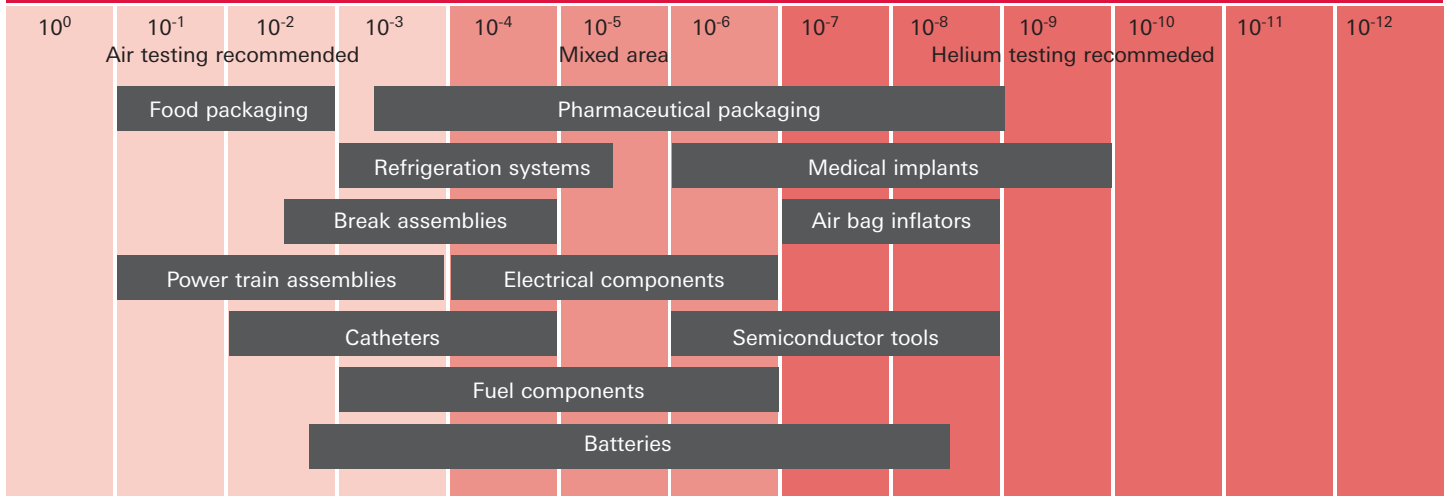 10⁰ 10⁻¹ 10⁻² 10⁻³ 10⁻⁴ 10⁻⁵ 10⁻⁶ 10⁻⁷ 10⁻⁸ 10⁻⁹ 10⁻¹⁰ 10⁻¹¹ 10⁻¹²
Air testing recommended Mixed area Helium testing recommeded
Food packaging Pharmaceutical packaging
Refrigeration systems Medical implants
Break assemblies Air bag inflators
Power train assemblies Electrical components
Catheters Semiconductor tools
Fuel components
Batteries